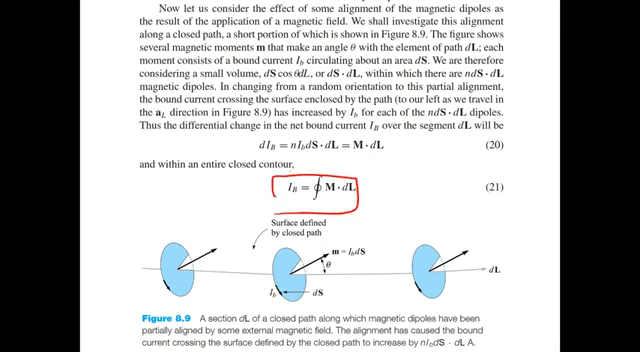 Now let us consider the effect of some alignment of the magnetic dipoles as
the result of the application of a magnetic field. We shall investigate this alignment
along a closed path, a short portion of which is shown in Figure 8.9. The figure shows
several magnetic moments m that make an angle θ with the element of path dL; each
moment consists of a bound current I_b circulating about an area dS. We are therefore
considering a small volume, dS cos θdL, or dS · dL, within which there are ndS · dL
magnetic dipoles. In changing from a random orientation to this partial alignment,
the bound current crossing the surface enclosed by the path (to our left as we travel in
the a_L direction in Figure 8.9) has increased by I_b for each of the ndS · dL dipoles.
Thus the differential change in the net bound current I_B over the segment dL will be
dI_B = nI_b dS · dL = M · dL (20)
and within an entire closed contour,
I_B = ∮ M · dL (21)
Surface defined
by closed path
m = I_b dS
θ
dL
I_b
dS
Figure 8.9 A section dL of a closed path along which magnetic dipoles have been
partially aligned by some external magnetic field. The alignment has caused the bound
current crossing the surface defined by the closed path to increase by nI_b dS · dL A.